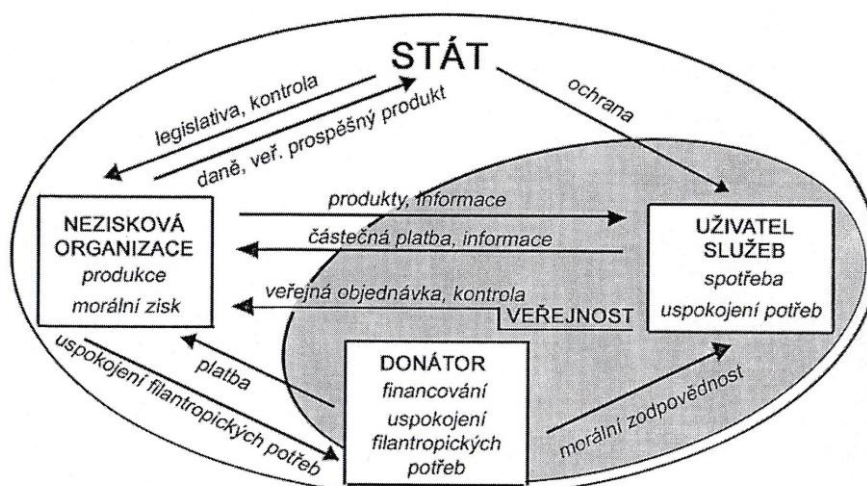 STÁT
legislativa, kontrola
daně, veř. prospěšný produkt
ochrana
NEZISKOVÁ
ORGANIZACE
produkce
morální zisk
produkty, informace
částečná platba, informace
veřejná objednávka, kontrola
VEŘEJNOST
UŽIVATEL
SLUŽEB
spotřeba
uspokojení potřeb
uspokojení filantropických potřeb
platba
DONÁTOR
financování
uspokojení
filantropických
potřeb
morální zodpovědnost